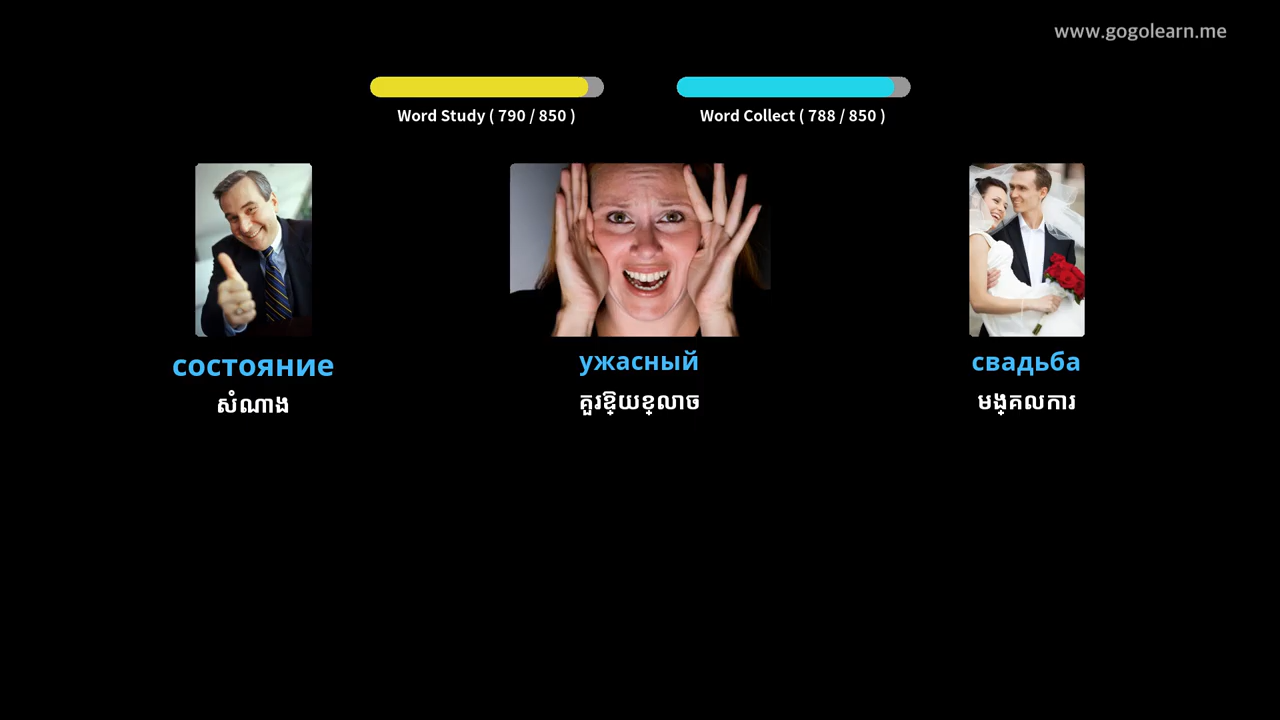 www.gogolearn.me
Word Study ( 790 / 850 )
Word Collect ( 788 / 850 )
состояние
ужасный
свадьба
សំណាង
គួរឱ្យខ្លាច
មង្គលការ